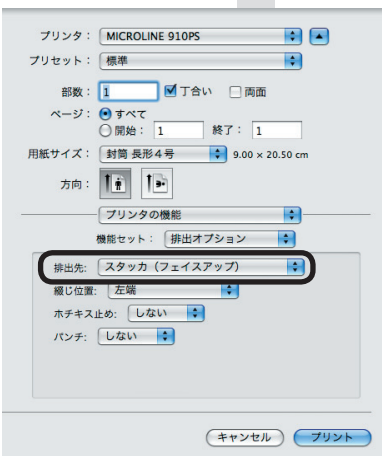 プリンタ： MICROLINE 910PS
プリセット： 標準
部数： 1 丁合い 両面
ページ： すべて
開始： 1 終了： 1
用紙サイズ： 封筒 長形4号 9.00 × 20.50 cm
方向：
プリンタの機能
機能セット： 排出オプション
排出先: スタッカ（フェイスアップ）
綴じ位置: 左端
ホチキス止め: しない
パンチ: しない
キャンセル プリント